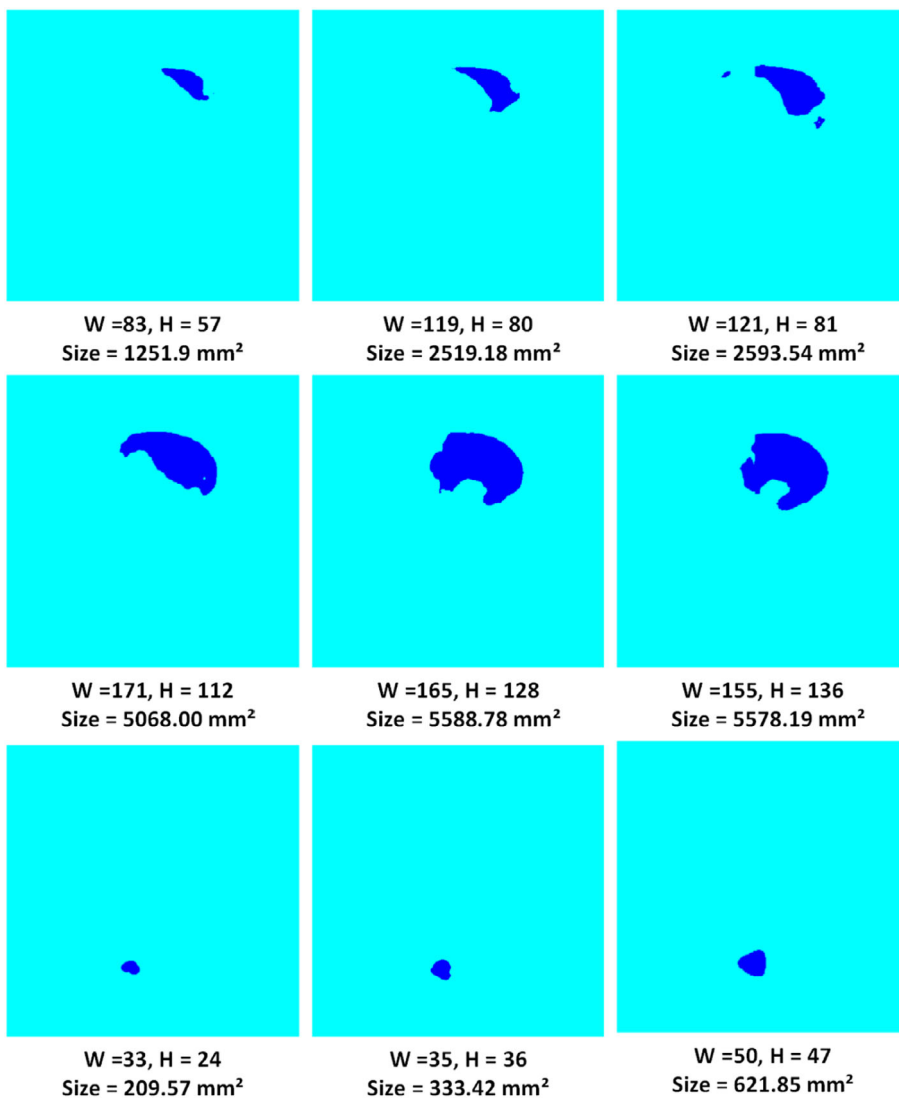 W =83, H = 57
Size = 1251.9 mm²
W =119, H = 80
Size = 2519.18 mm²
W =121, H = 81
Size = 2593.54 mm²
W =171, H = 112
Size = 5068.00 mm²
W =165, H = 128
Size = 5588.78 mm²
W =155, H = 136
Size = 5578.19 mm²
W =33, H = 24
Size = 209.57 mm²
W =35, H = 36
Size = 333.42 mm²
W =50, H = 47
Size = 621.85 mm²